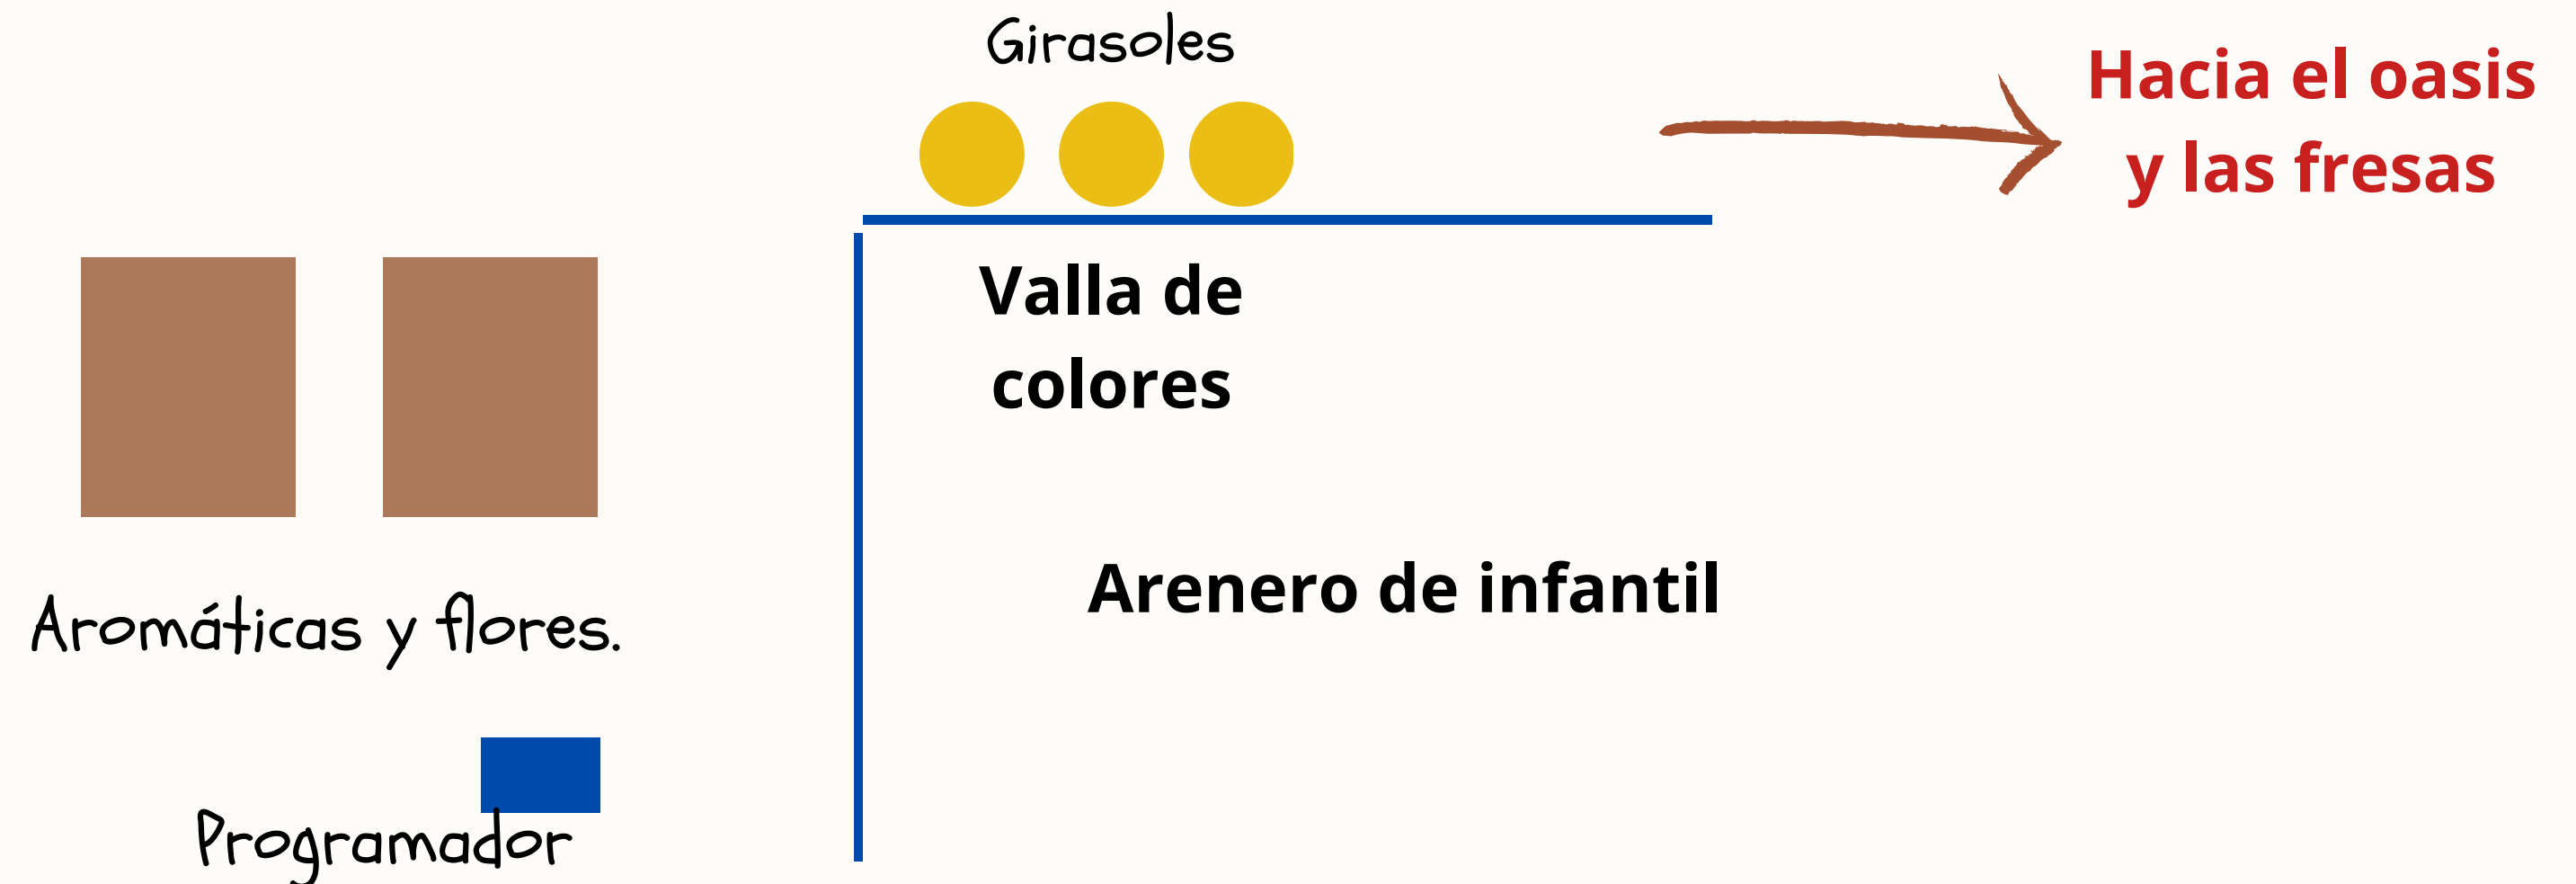 Girasoles
Hacia el oasis
y las fresas
Valla de
colores
Arenero de infantil
Aromáticas y flores.
Programador